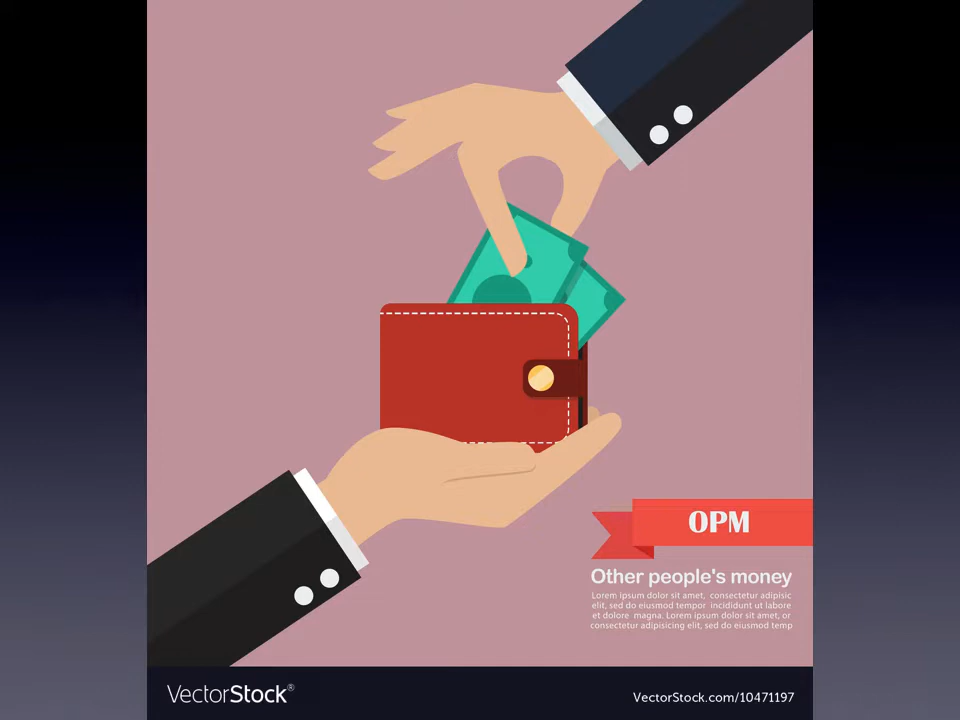 OPM
Other people's money
Lorem ipsum dolor sit amet, consectetur adipisic
elit, sed do eiusmod tempor incididunt ut labore
et dolore magna. Lorem ipsum dolor sit amet, or
consectetur adipisicing elit, sed do eiusmod temp
VectorStock®
VectorStock.com/10471197